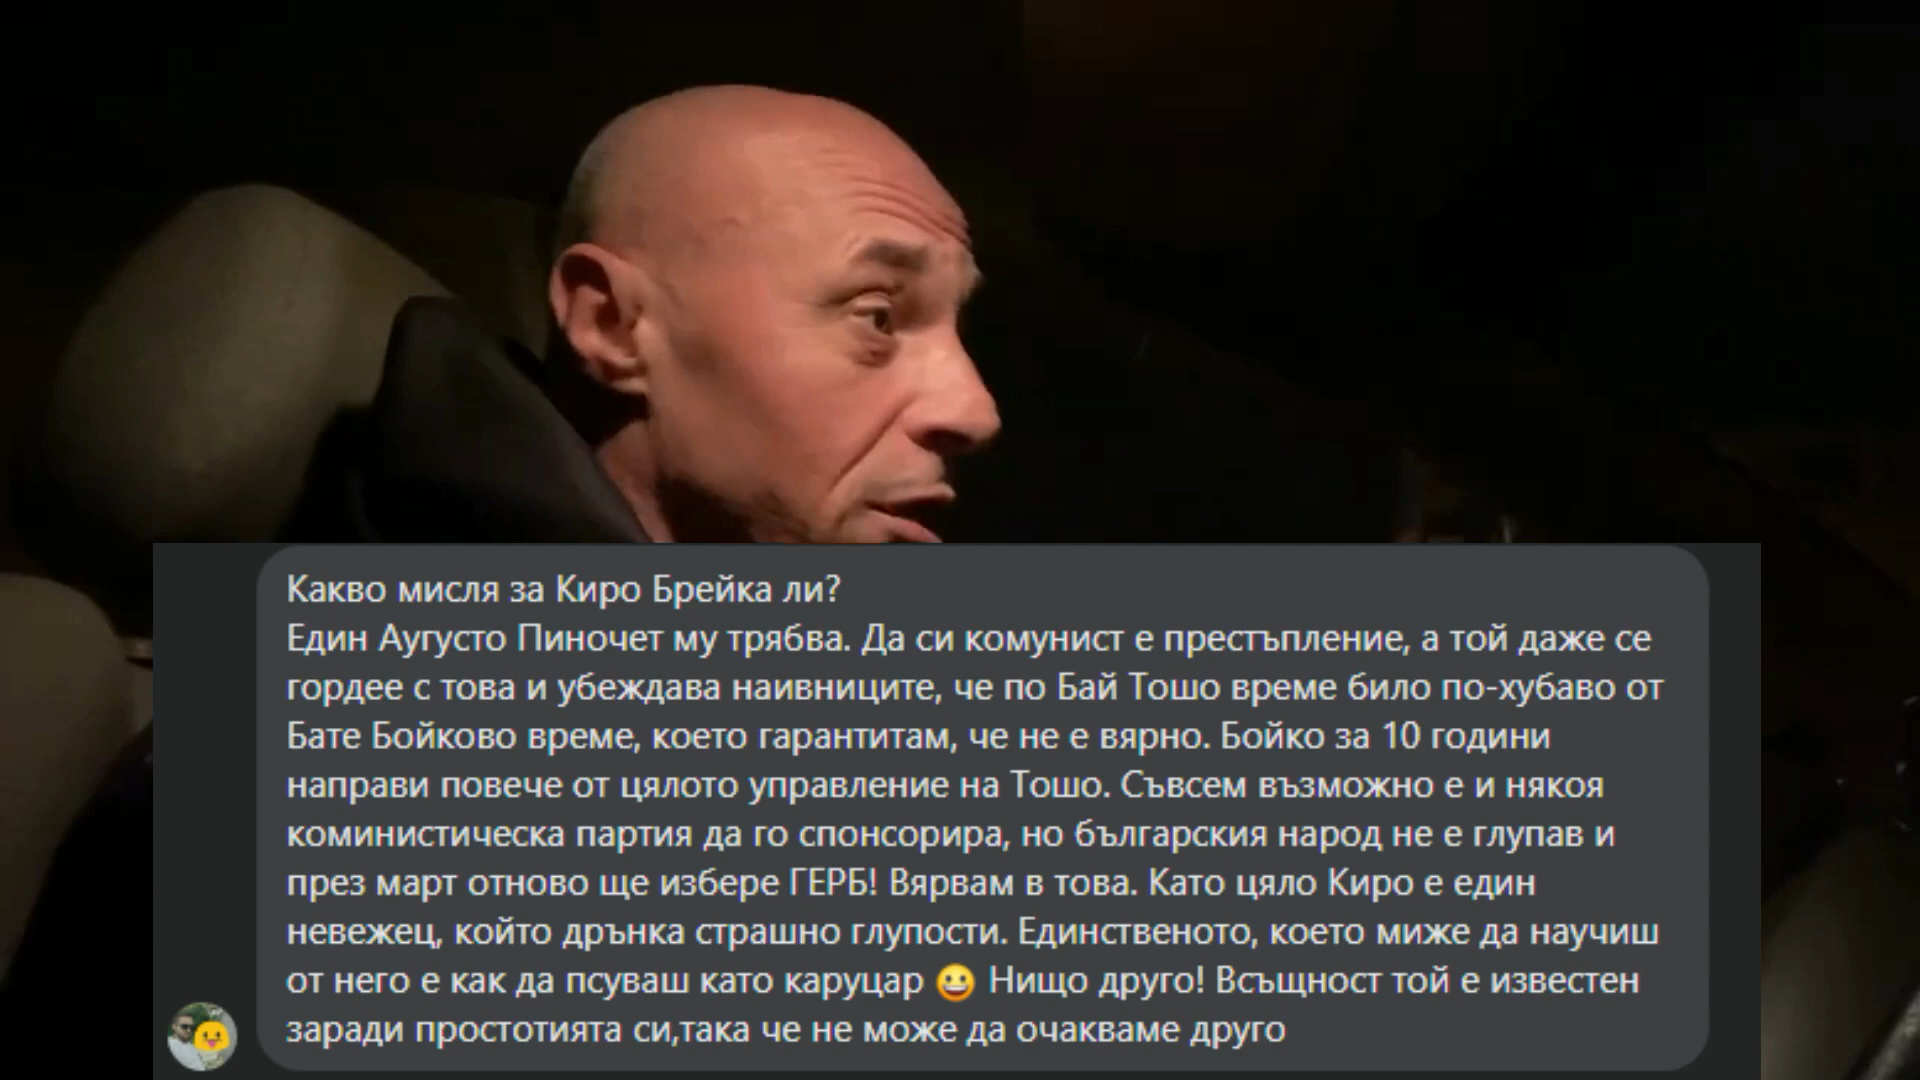 Какво мисля за Киро Брейка ли?
Един Аугусто Пиночет му трябва. Да си комунист е престъпление, а той даже се
гордее с това и убеждава наивниците, че по Бай Тошо време било по-хубаво от
Бате Бойково време, което гарантитам, че не е вярно. Бойко за 10 години
направи повече от цялото управление на Тошо. Съвсем възможно е и някоя
коминистическа партия да го спонсорира, но българския народ не е глупав и
през март отново ще избере ГЕРБ! Вярвам в това. Като цяло Киро е един
невежец, който дрънка страшно глупости. Единственото, което миже да научиш
от него е как да псуваш като каруцар 😀 Нищо друго! Всъщност той е известен
заради простотията си,така че не може да очакваме друго